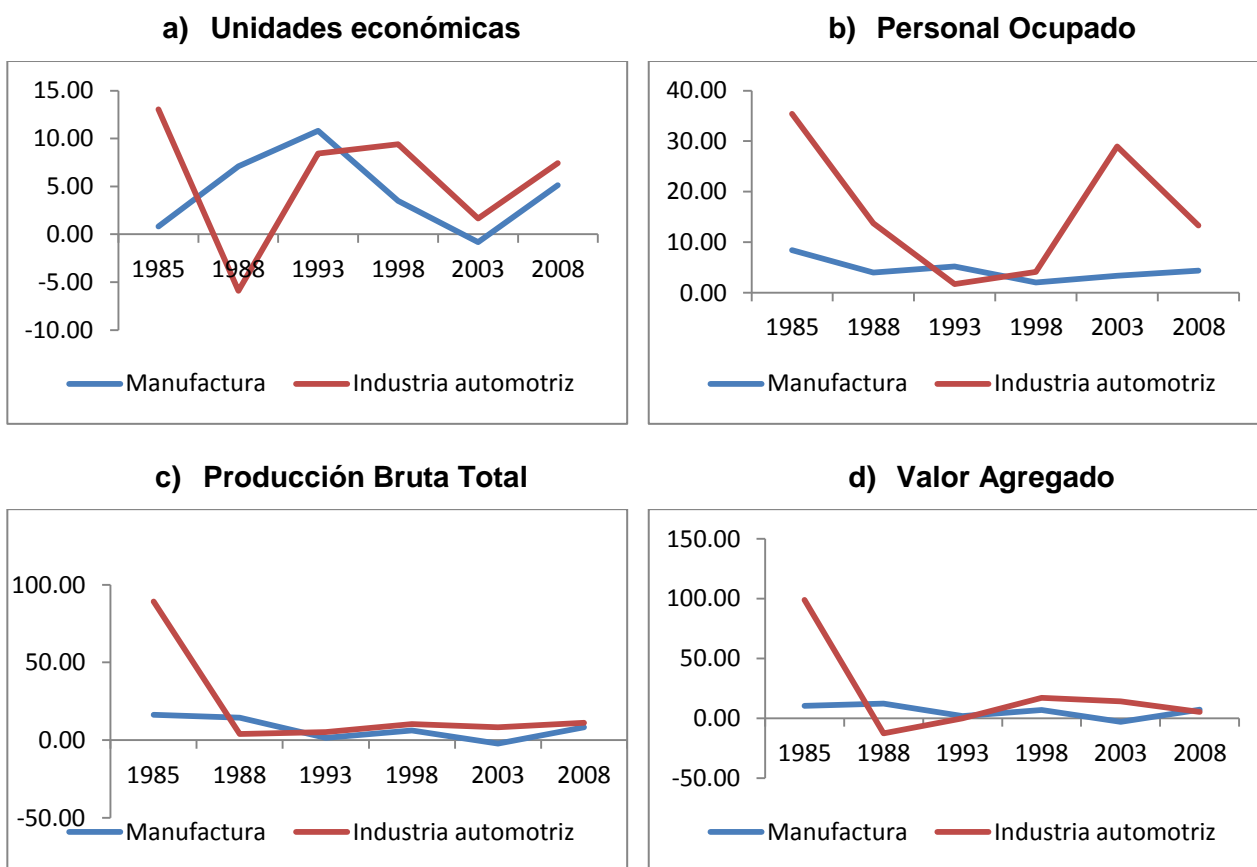 a) Unidades económicas
15.00
10.00
5.00
0.00
-5.00
-10.00
1985 1988 1993 1998 2003 2008
Manufactura Industria automotriz
b) Personal Ocupado
40.00
30.00
20.00
10.00
0.00
1985 1988 1993 1998 2003 2008
Manufactura Industria automotriz
c) Producción Bruta Total
100.00
50.00
0.00
-50.00
1985 1988 1993 1998 2003 2008
Manufactura Industria automotriz
d) Valor Agregado
150.00
100.00
50.00
0.00
-50.00
1985 1988 1993 1998 2003 2008
Manufactura Industria automotriz